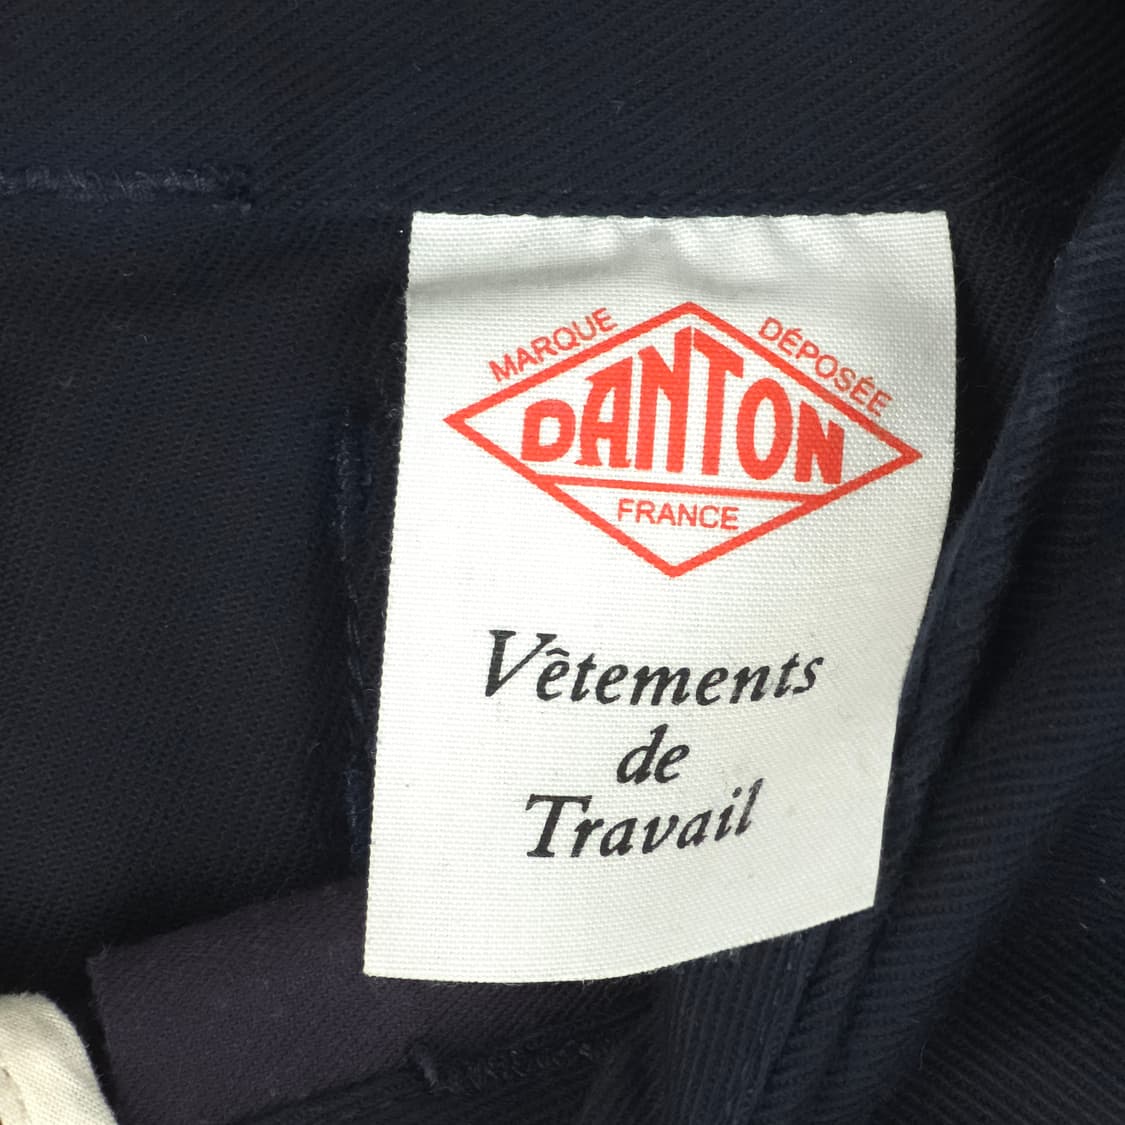 MARQUE DÉPOSÉE
DANTON
FRANCE
Vêtements
de
Travail